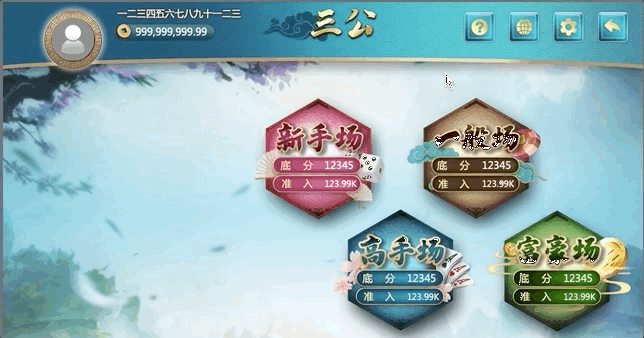 一二三四五六七八九十一二三
999,999,999.99
三公
?
新手场
底分 12345
准入 123.99K
一般场
底分 12345
准入 123.99K
高手场
底分 12345
准入 123.99K
富豪场
底分 12345
准入 123.99K